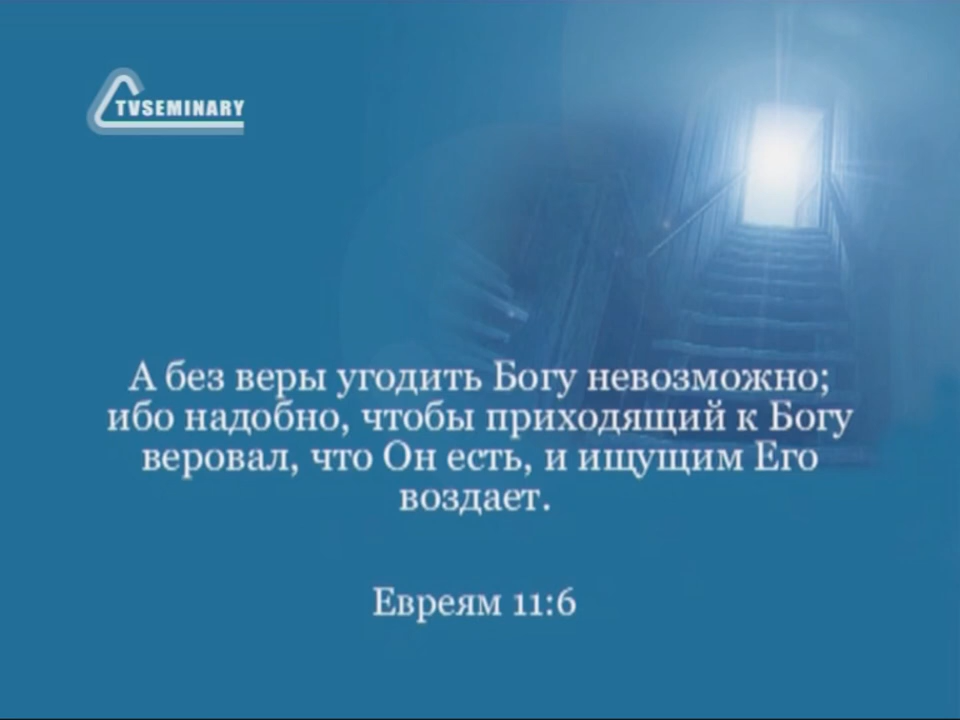 TVSEMINARY
А без веры угодить Богу невозможно;
ибо надобно, чтобы приходящий к Богу
веровал, что Он есть, и ищущим Его
воздает.
Евреям 11:6